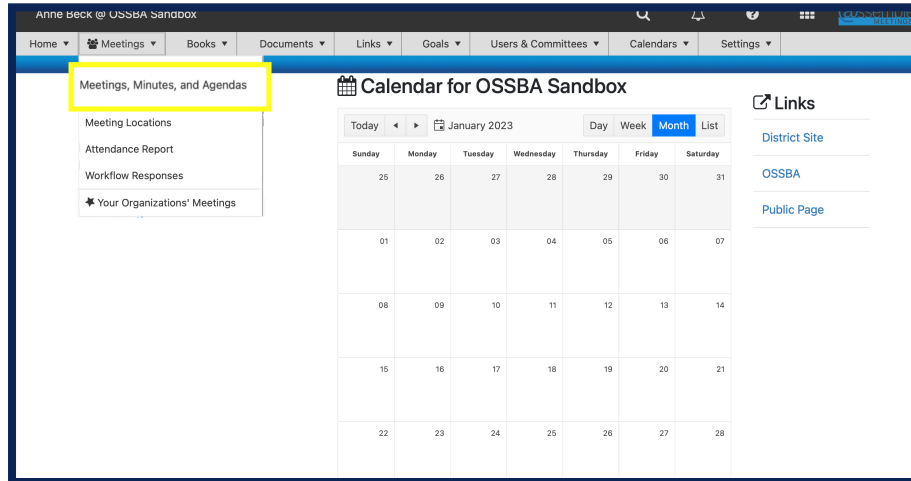 Anne Beck @ OSSBA Sandbox
Home ▼ Meetings ▼ Books ▼ Documents ▼ Links ▼ Goals ▼ Users & Committees ▼ Calendars ▼ Settings ▼
Meetings, Minutes, and Agendas
Meeting Locations
Attendance Report
Workflow Responses
Your Organizations' Meetings
Calendar for OSSBA Sandbox
Today January 2023 Day Week Month List
Sunday Monday Tuesday Wednesday Thursday Friday Saturday
25 26 27 28 29 30 31
01 02 03 04 05 06 07
08 09 10 11 12 13 14
15 16 17 18 19 20 21
22 23 24 25 26 27 28
Links
District Site
OSSBA
Public Page